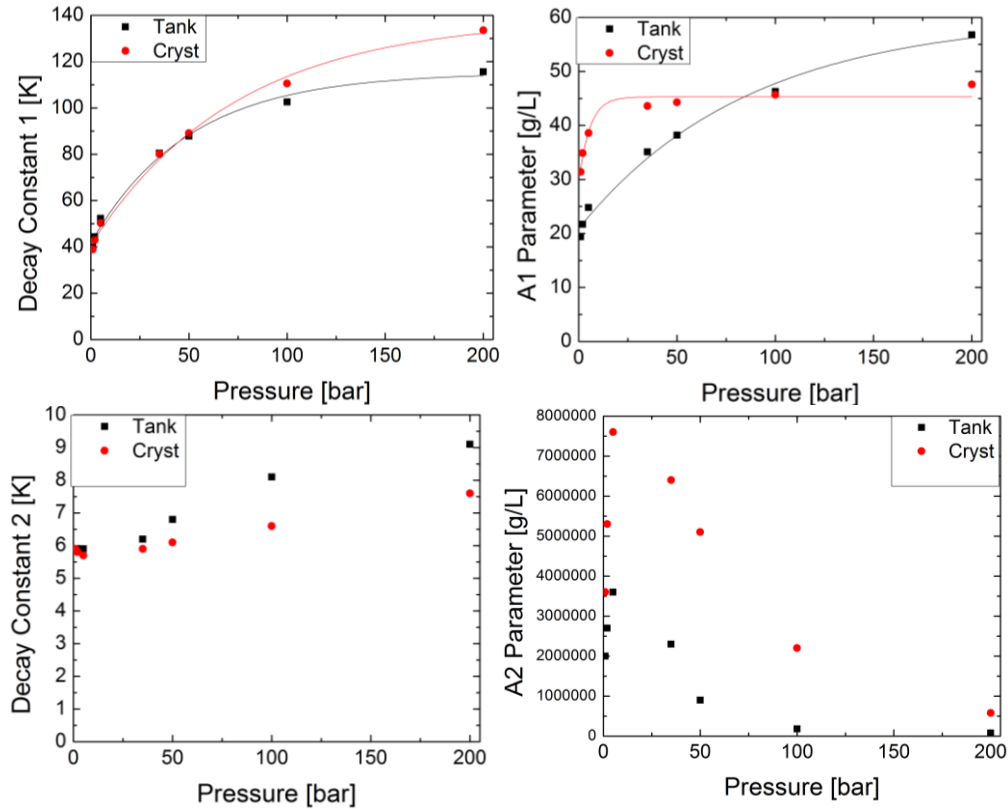 Decay Constant 1 [K]
140
120
100
80
60
40
20
0
Tank
Cryst
0 50 100 150 200
Pressure [bar]
A1 Parameter [g/L]
60
50
40
30
20
10
0
Tank
Cryst
0 50 100 150 200
Pressure [bar]
Decay Constant 2 [K]
10
9
8
7
6
5
4
3
2
1
0
Tank
Cryst
0 50 100 150 200
Pressure [bar]
A2 Parameter [g/L]
8000000
7000000
6000000
5000000
4000000
3000000
2000000
1000000
Tank
Cryst
0 50 100 150 200
Pressure [bar]